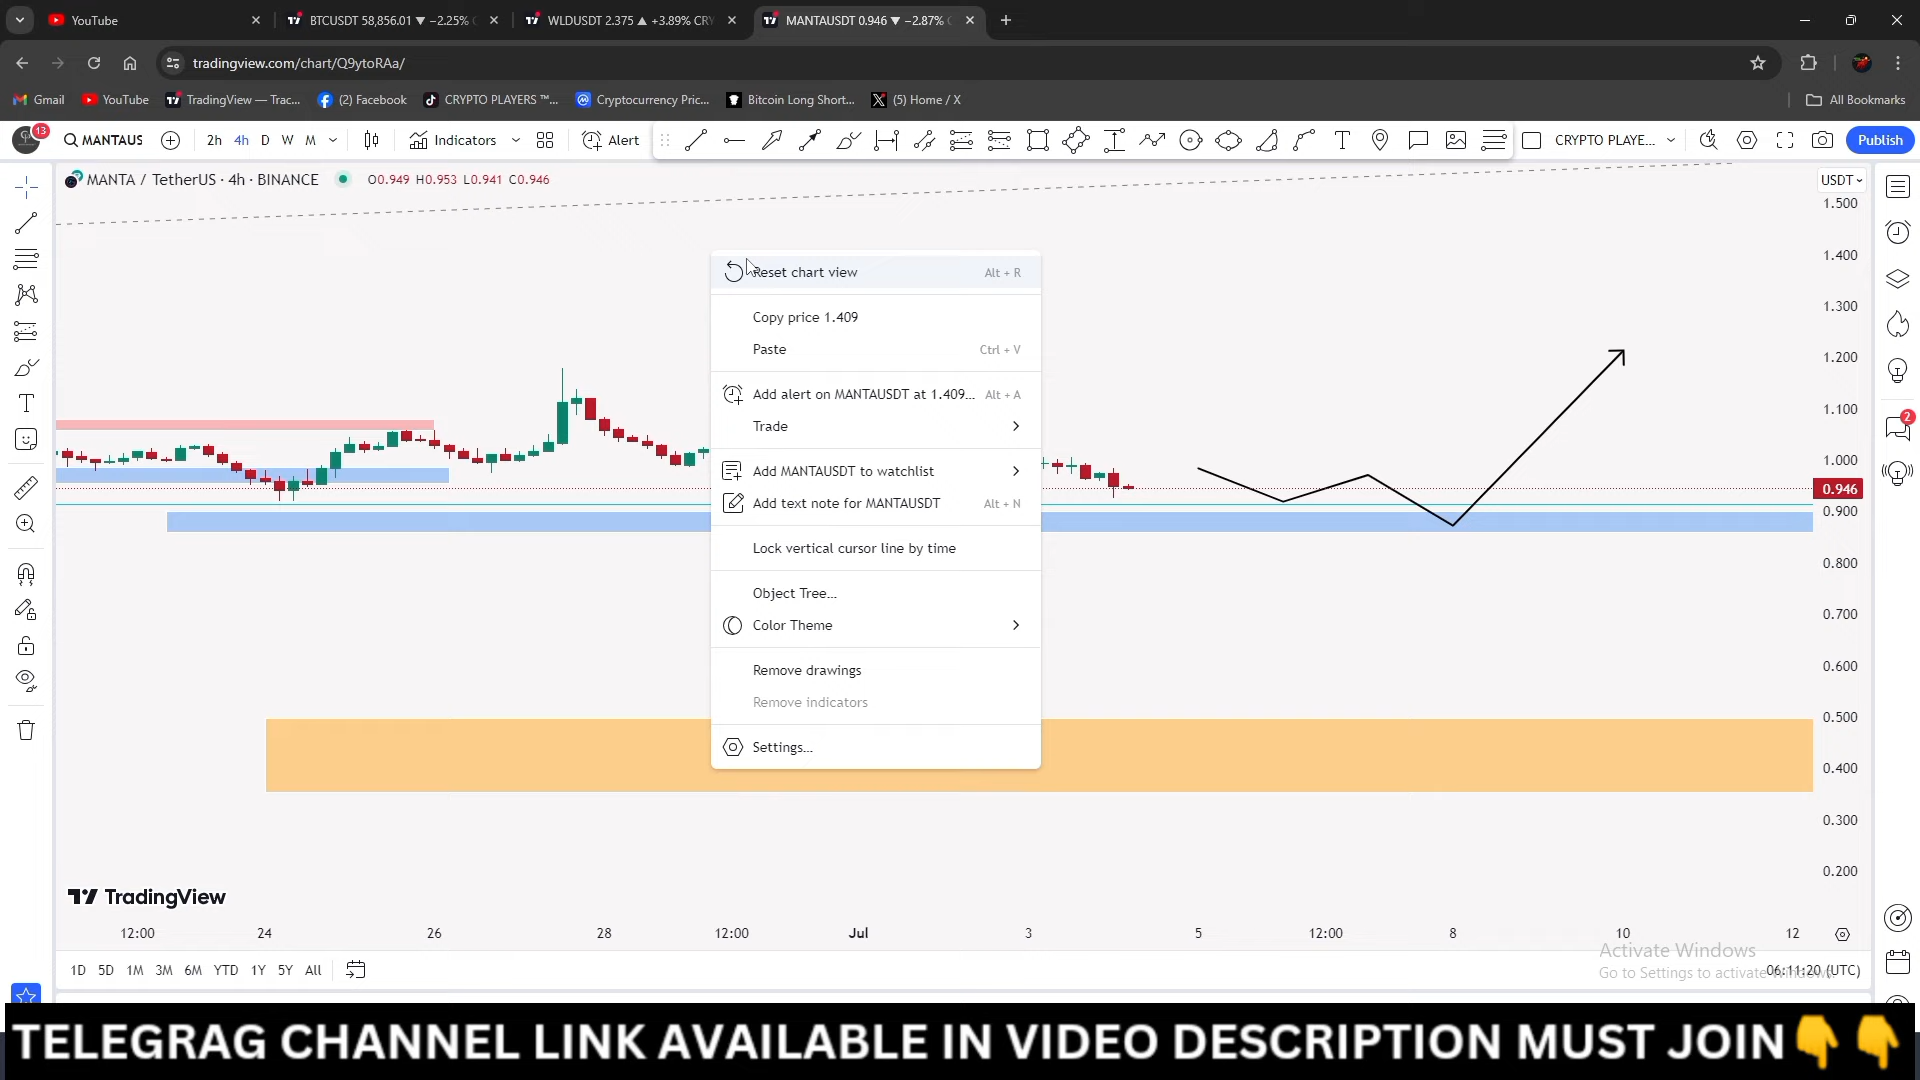 YouTube
BTCUSDT 58,856.01 ▼ −2.25%
WLDUSDT 2.375 ▲ +3.89% CRY
MANTAUSDT 0.946 ▼ −2.87%
tradingview.com/chart/Q9ytoRAa/
Gmail
YouTube
TradingView — Trac...
(2) Facebook
CRYPTO PLAYERS ™...
Cryptocurrency Pric...
Bitcoin Long Short...
(5) Home / X
All Bookmarks
13
MANTAUS
2h
4h
D
W
M
Indicators
Alert
CRYPTO PLAYE...
Publish
MANTA / TetherUS · 4h · BINANCE
O0.949 H0.953 L0.941 C0.946
USDT
1.500
1.400
1.300
1.200
1.100
1.000
0.946
0.900
0.800
0.700
0.600
0.500
0.400
0.300
0.200
2
Reset chart view Alt + R
Copy price 1.409
Paste Ctrl + V
Add alert on MANTAUSDT at 1.409... Alt + A
Trade
Add MANTAUSDT to watchlist
Add text note for MANTAUSDT Alt + N
Lock vertical cursor line by time
Object Tree...
Color Theme
Remove drawings
Remove indicators
Settings...
TradingView
12:00 24 26 28 12:00 Jul 3 5 12:00 8 10 12
Activate Windows
Go to Settings to activate Windows.
1D 5D 1M 3M 6M YTD 1Y 5Y All
06:11:20 (UTC)
TELEGRAG CHANNEL LINK AVAILABLE IN VIDEO DESCRIPTION MUST JOIN👇👇